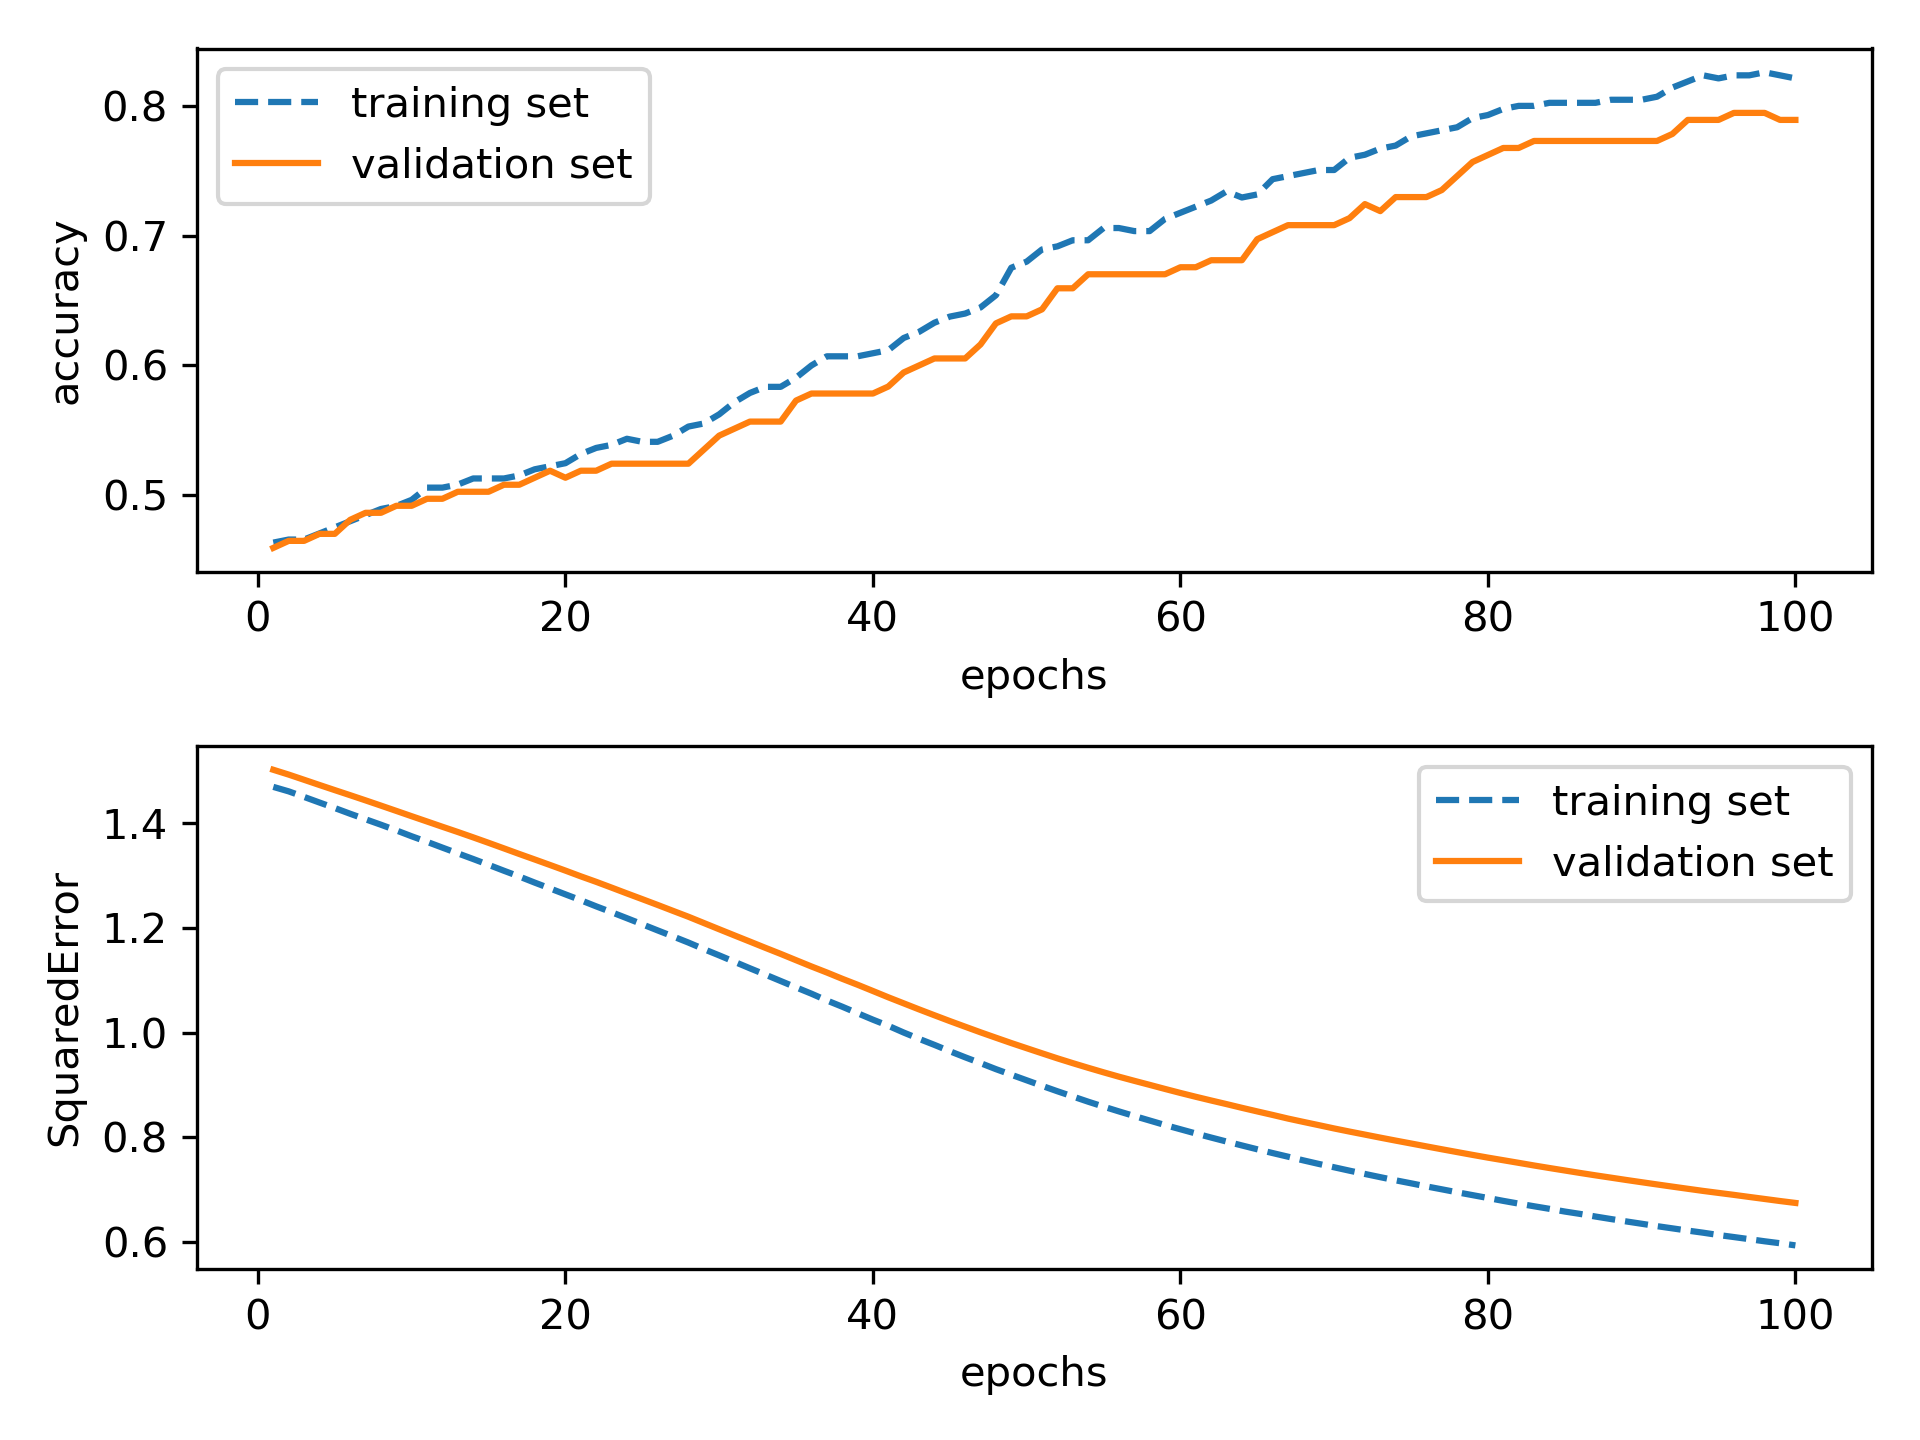 training set
validation set
0.8
0.7
0.6
0.5
accuracy
0 20 40 60 80 100
epochs
training set
validation set
1.4
1.2
1.0
0.8
0.6
SquaredError
0 20 40 60 80 100
epochs